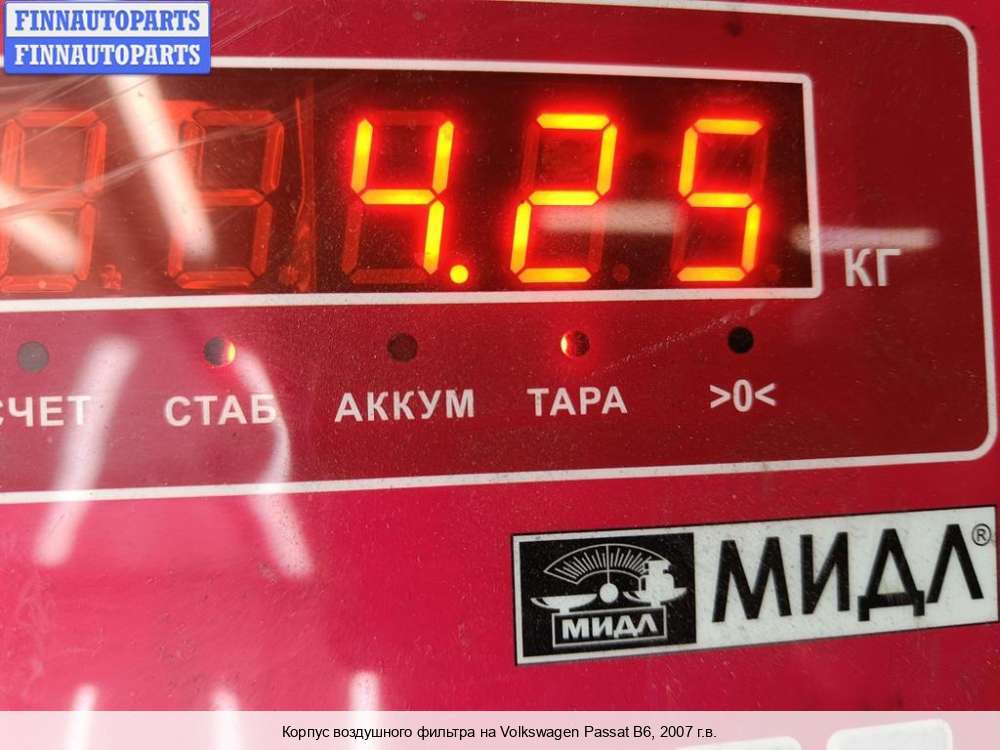 FINNAUTOPARTS
FINNAUTOPARTS
4.25
КГ
СЧЕТ СТАБ АККУМ ТАРА >0<
МИДЛ МИДЛ®
Корпус воздушного фильтра на Volkswagen Passat B6, 2007 г.в.